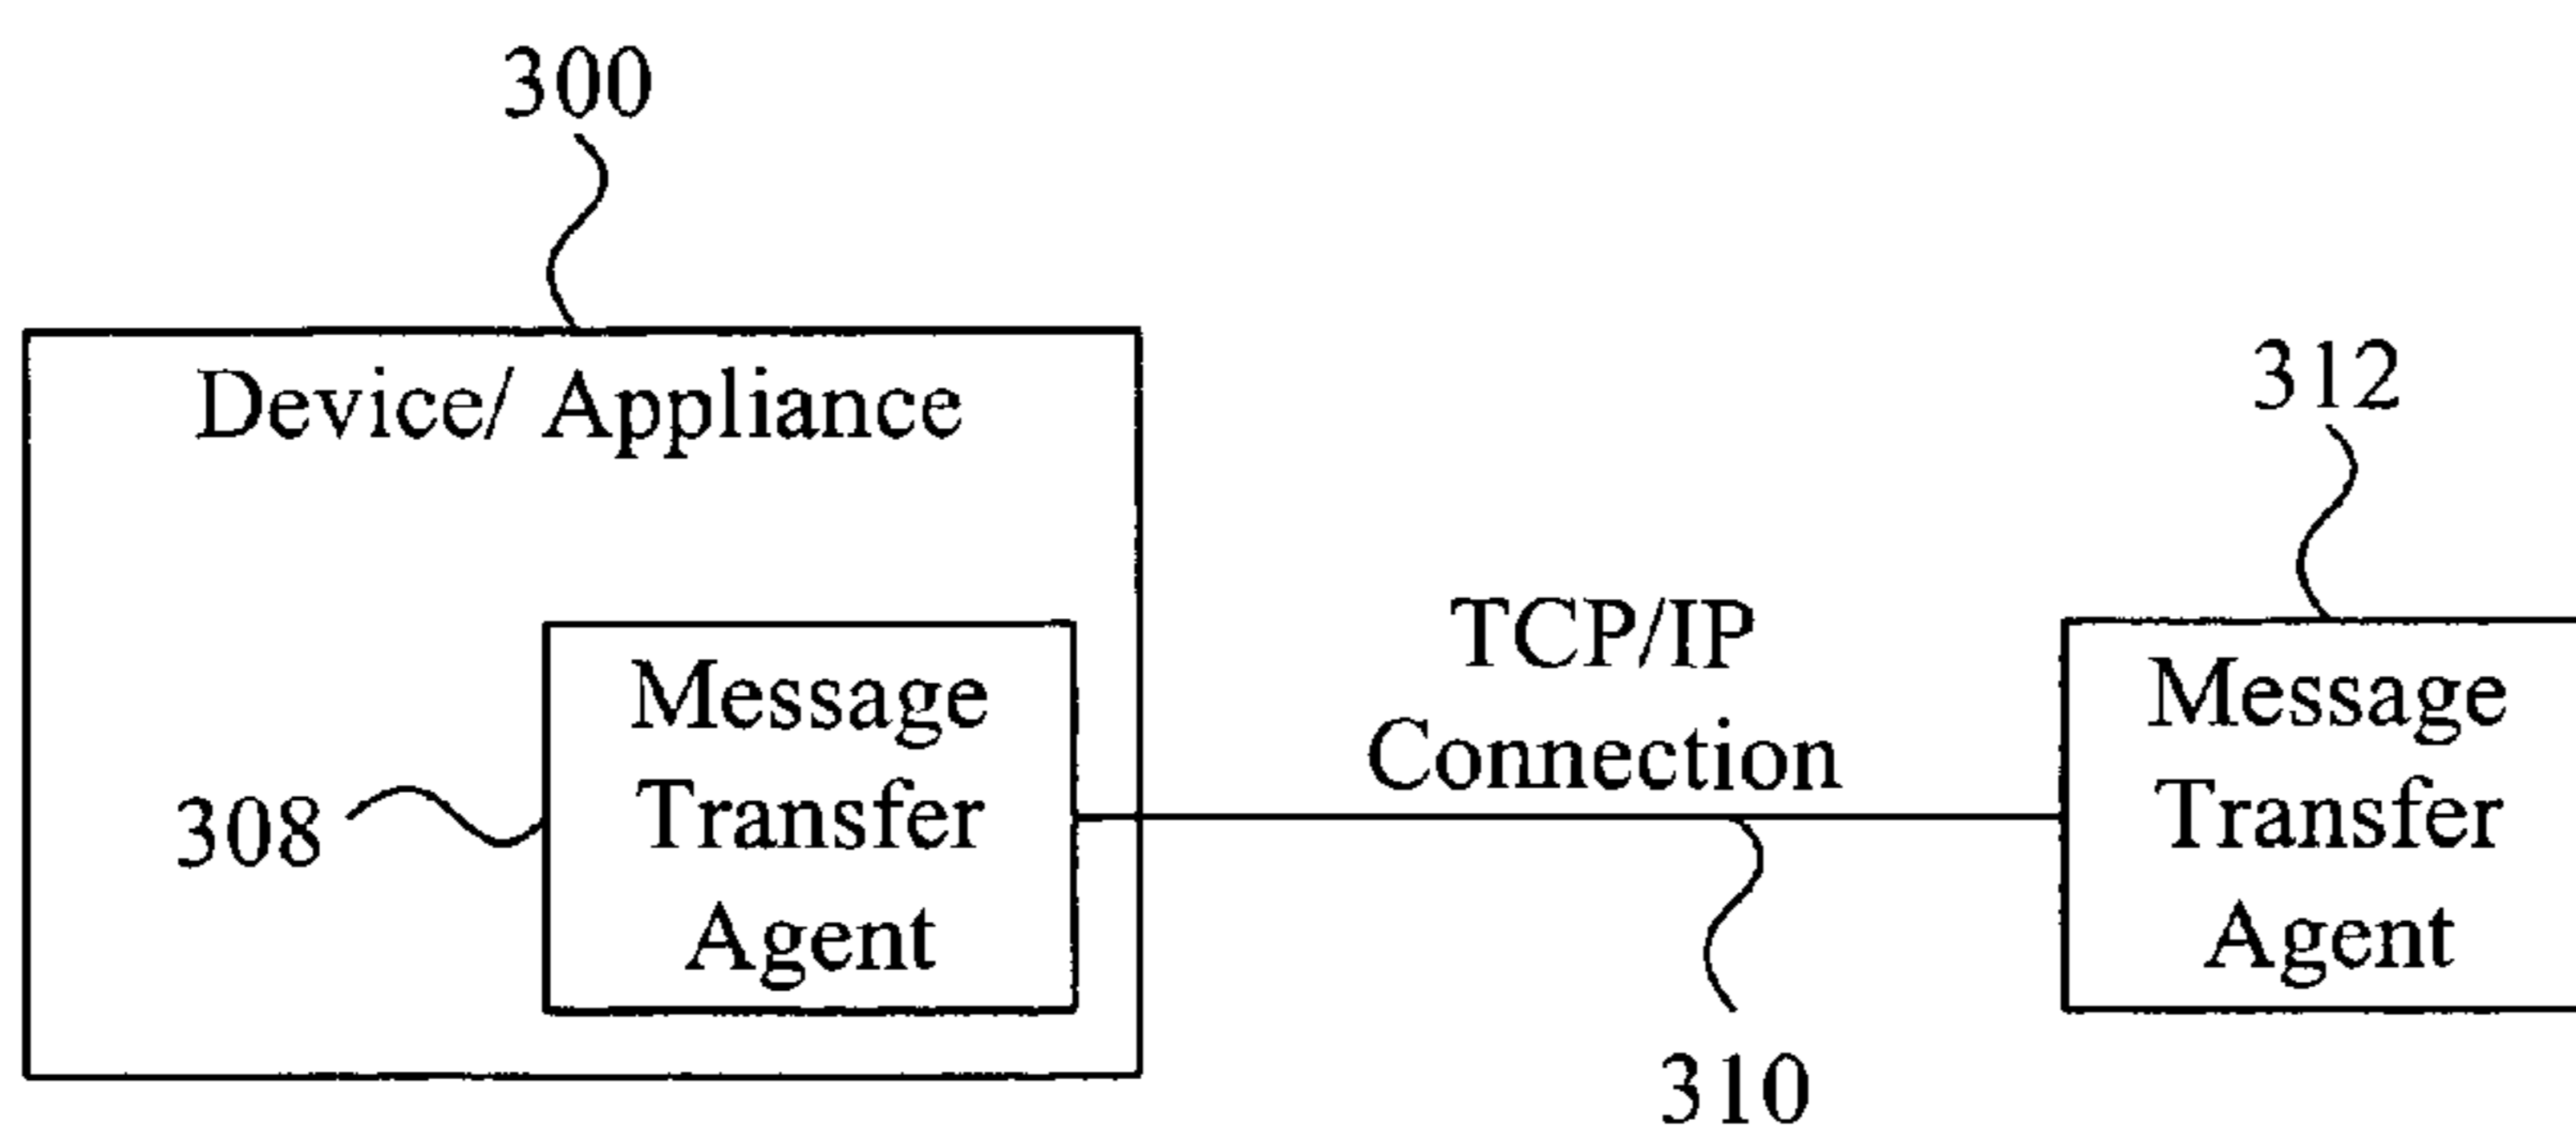 300
Device/ Appliance
312
TCP/IP
Connection
Message
Transfer
Agent
308
Message
Transfer
Agent
310